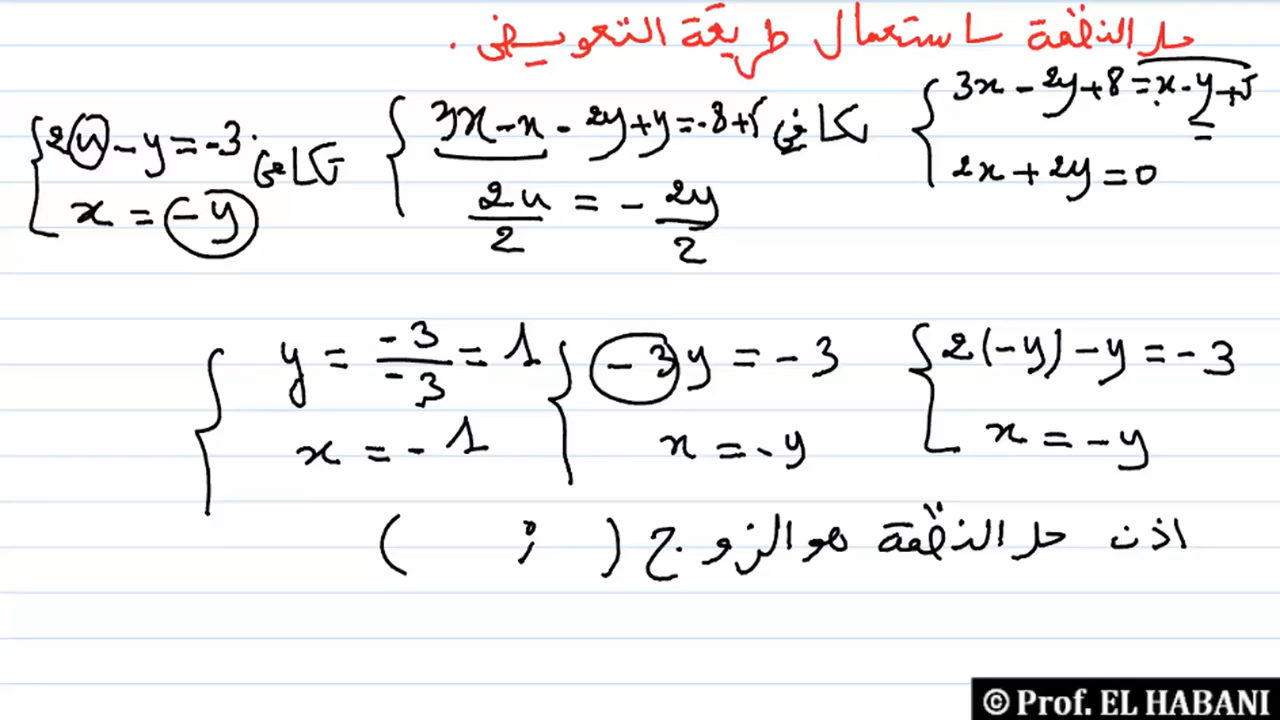 حل النظمة باستعمال طريقة التعويض.
{ 3x - 2y + 8 = x - y + 5 تكافئ { 3x - x - 2y + y = -8 + 5 تكافئ { 2x - y = -3
2x + 2y = 0 2x/2 = - 2y/2 x = -y
{ 2(-y) - y = -3 { -3y = -3 { y = -3/-3 = 1
x = -y x = -y x = -1
اذن حل النظمة هو الزوج ( ; )
© Prof. EL HABANI